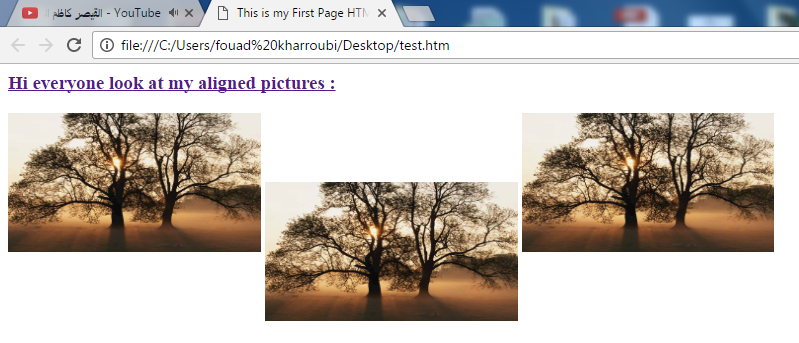 القيصر كاظم - YouTube
This is my First Page HTM
file:///C:/Users/fouad%20kharroubi/Desktop/test.htm
Hi everyone look at my aligned pictures :